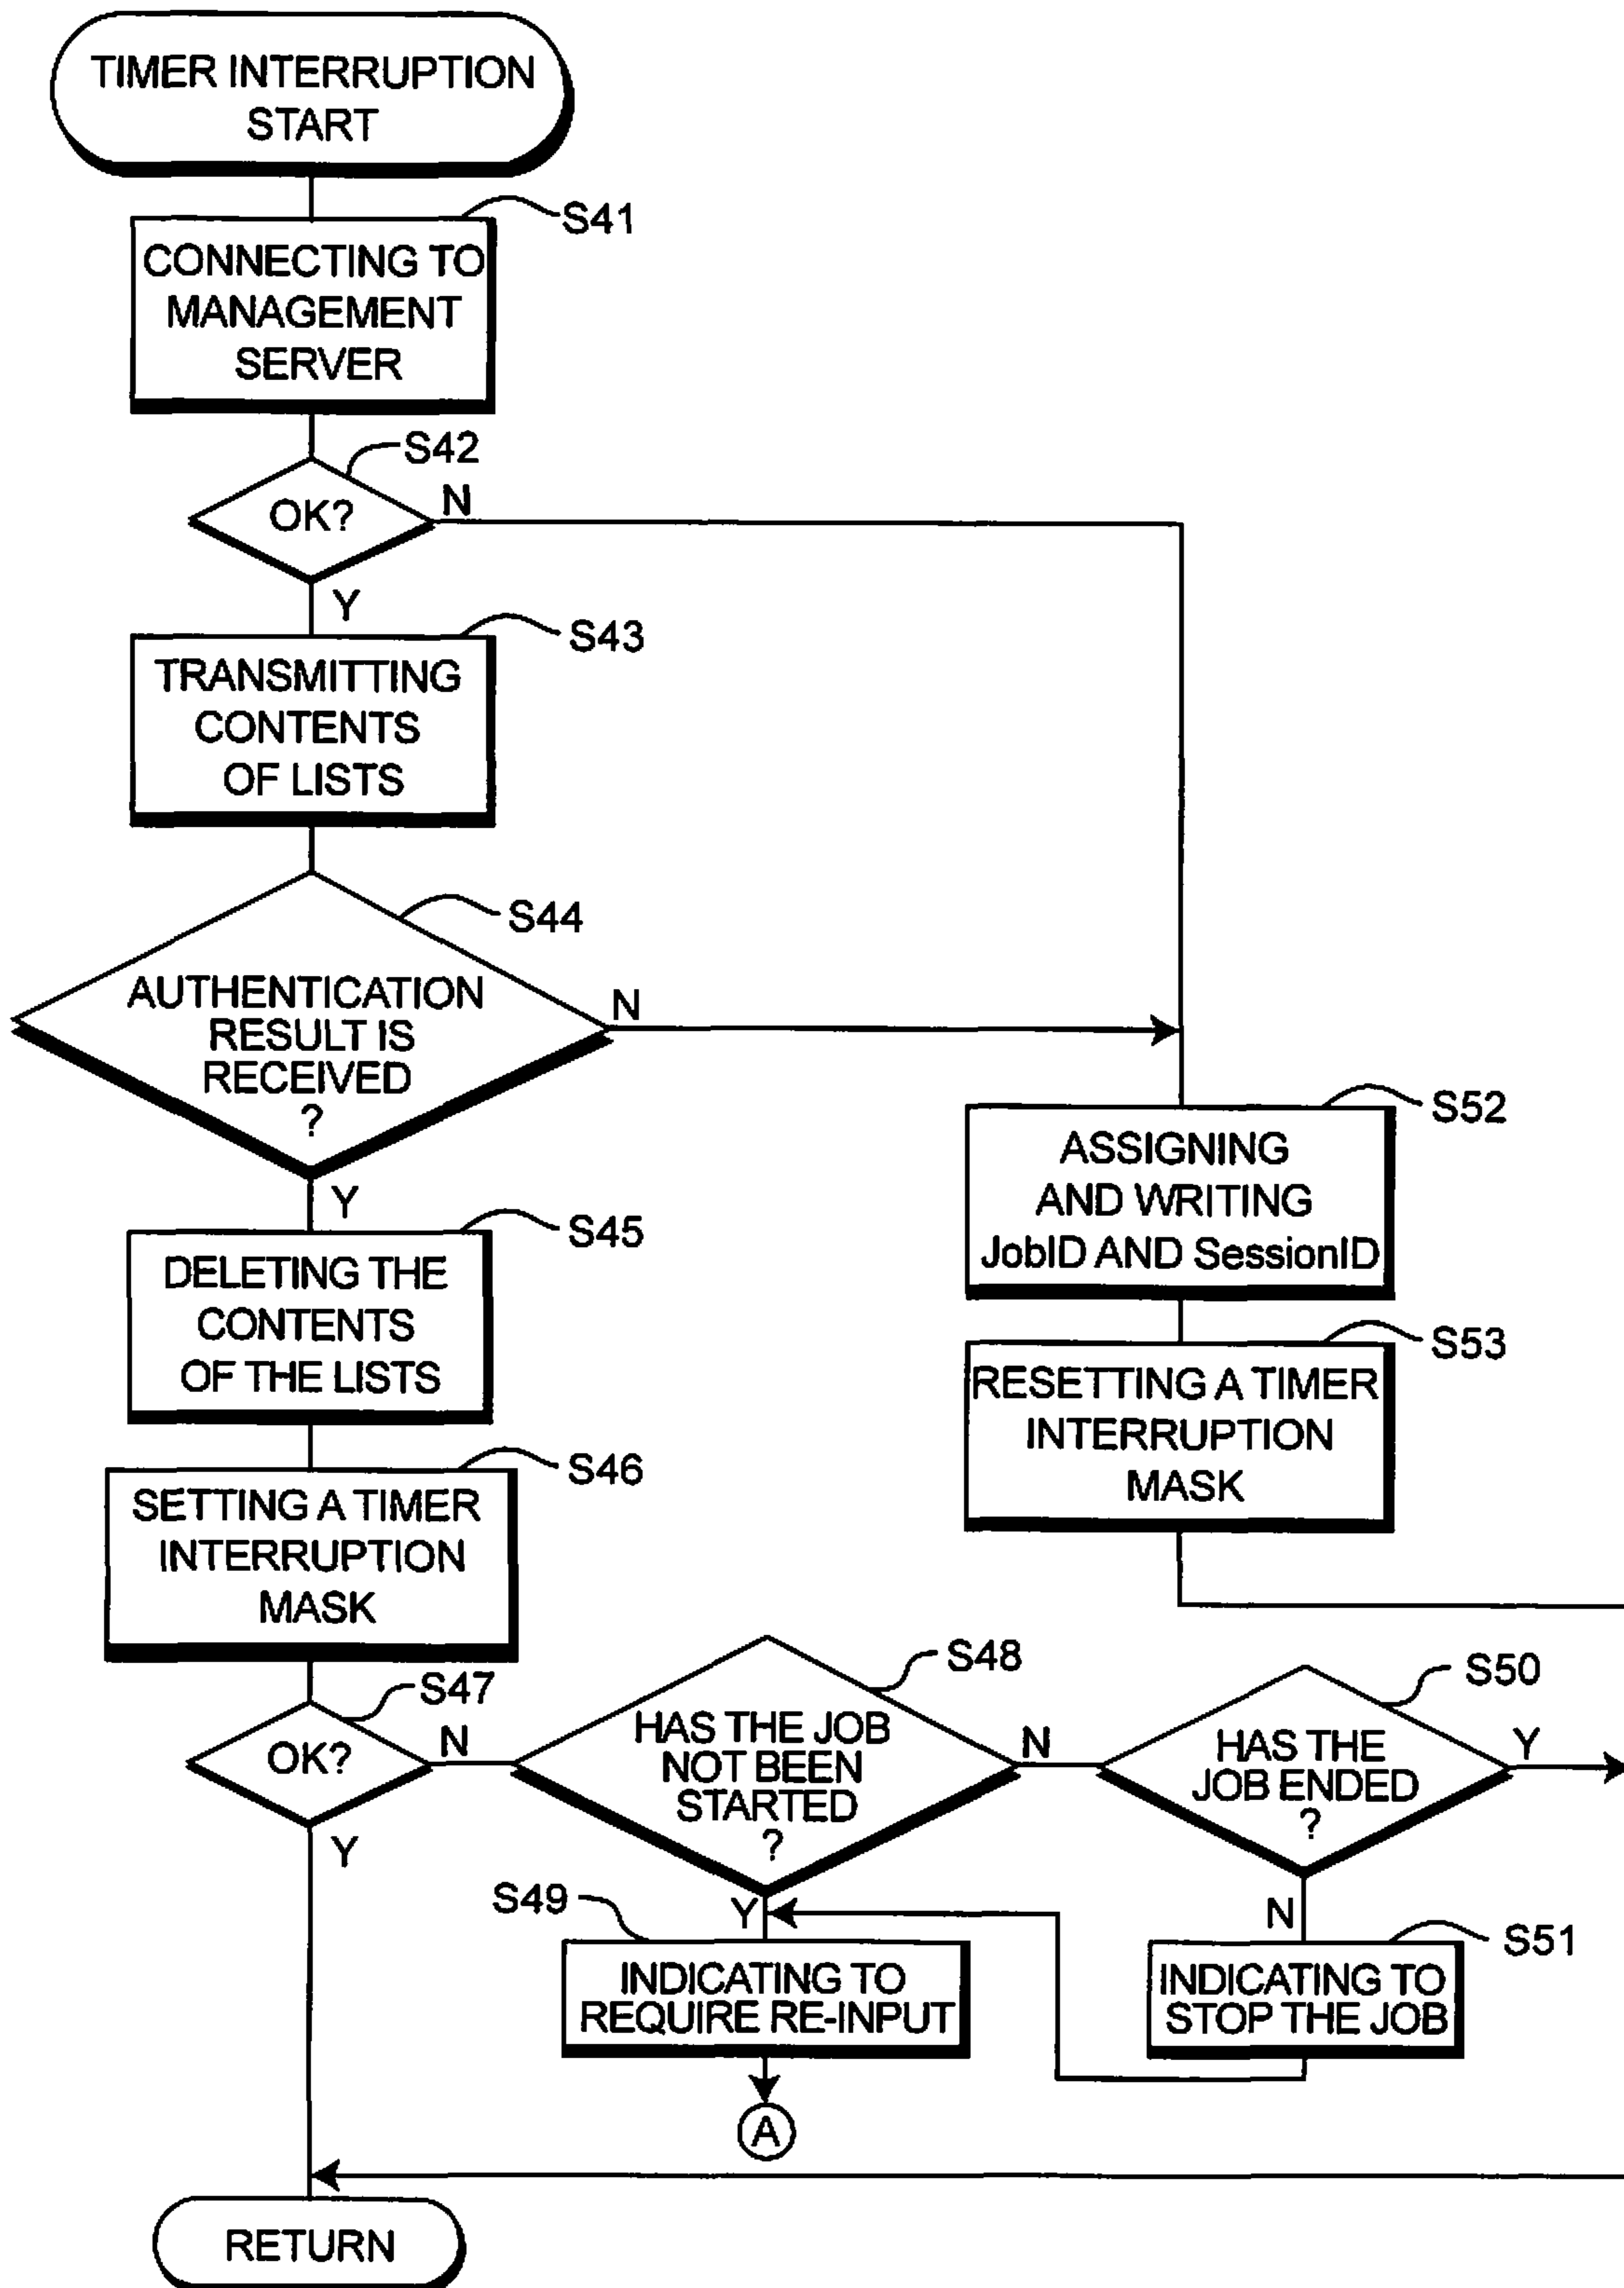 TIMER INTERRUPTION
START
S41
CONNECTING TO
MANAGEMENT
SERVER
S42
OK?
N
Y
S43
TRANSMITTING
CONTENTS
OF LISTS
S44
AUTHENTICATION
RESULT IS
RECEIVED
?
N
Y
S52
ASSIGNING
AND WRITING
JobID AND SessionID
S45
DELETING THE
CONTENTS
OF THE LISTS
S53
RESETTING A TIMER
INTERRUPTION
MASK
S46
SETTING A TIMER
INTERRUPTION
MASK
S47
OK?
N
Y
S48
HAS THE JOB
NOT BEEN
STARTED
?
N
Y
S50
HAS THE
JOB ENDED
?
Y
N
S49
INDICATING TO
REQUIRE RE-INPUT
S51
INDICATING TO
STOP THE JOB
A
RETURN